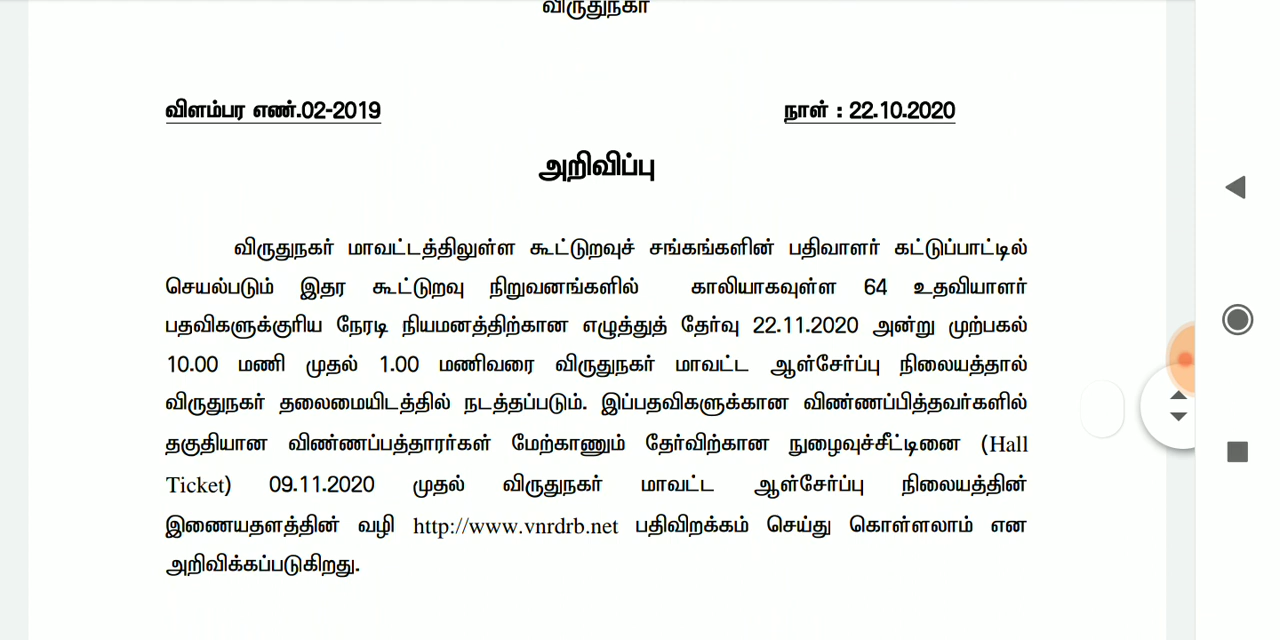 விருதுநகர்
விளம்பர எண்.02-2019 நாள் : 22.10.2020
அறிவிப்பு
விருதுநகர் மாவட்டத்திலுள்ள கூட்டுறவுச் சங்கங்களின் பதிவாளர் கட்டுப்பாட்டில்
செயல்படும் இதர கூட்டுறவு நிறுவனங்களில் காலியாகவுள்ள 64 உதவியாளர்
பதவிகளுக்குரிய நேரடி நியமனத்திற்கான எழுத்துத் தேர்வு 22.11.2020 அன்று முற்பகல்
10.00 மணி முதல் 1.00 மணிவரை விருதுநகர் மாவட்ட ஆள்சேர்ப்பு நிலையத்தால்
விருதுநகர் தலைமையிடத்தில் நடத்தப்படும். இப்பதவிகளுக்கான விண்ணப்பித்தவர்களில்
தகுதியான விண்ணப்பத்தாரர்கள் மேற்காணும் தேர்விற்கான நுழைவுச்சீட்டினை (Hall
Ticket) 09.11.2020 முதல் விருதுநகர் மாவட்ட ஆள்சேர்ப்பு நிலையத்தின்
இணையதளத்தின் வழி http://www.vnrdrb.net பதிவிறக்கம் செய்து கொள்ளலாம் என
அறிவிக்கப்படுகிறது.